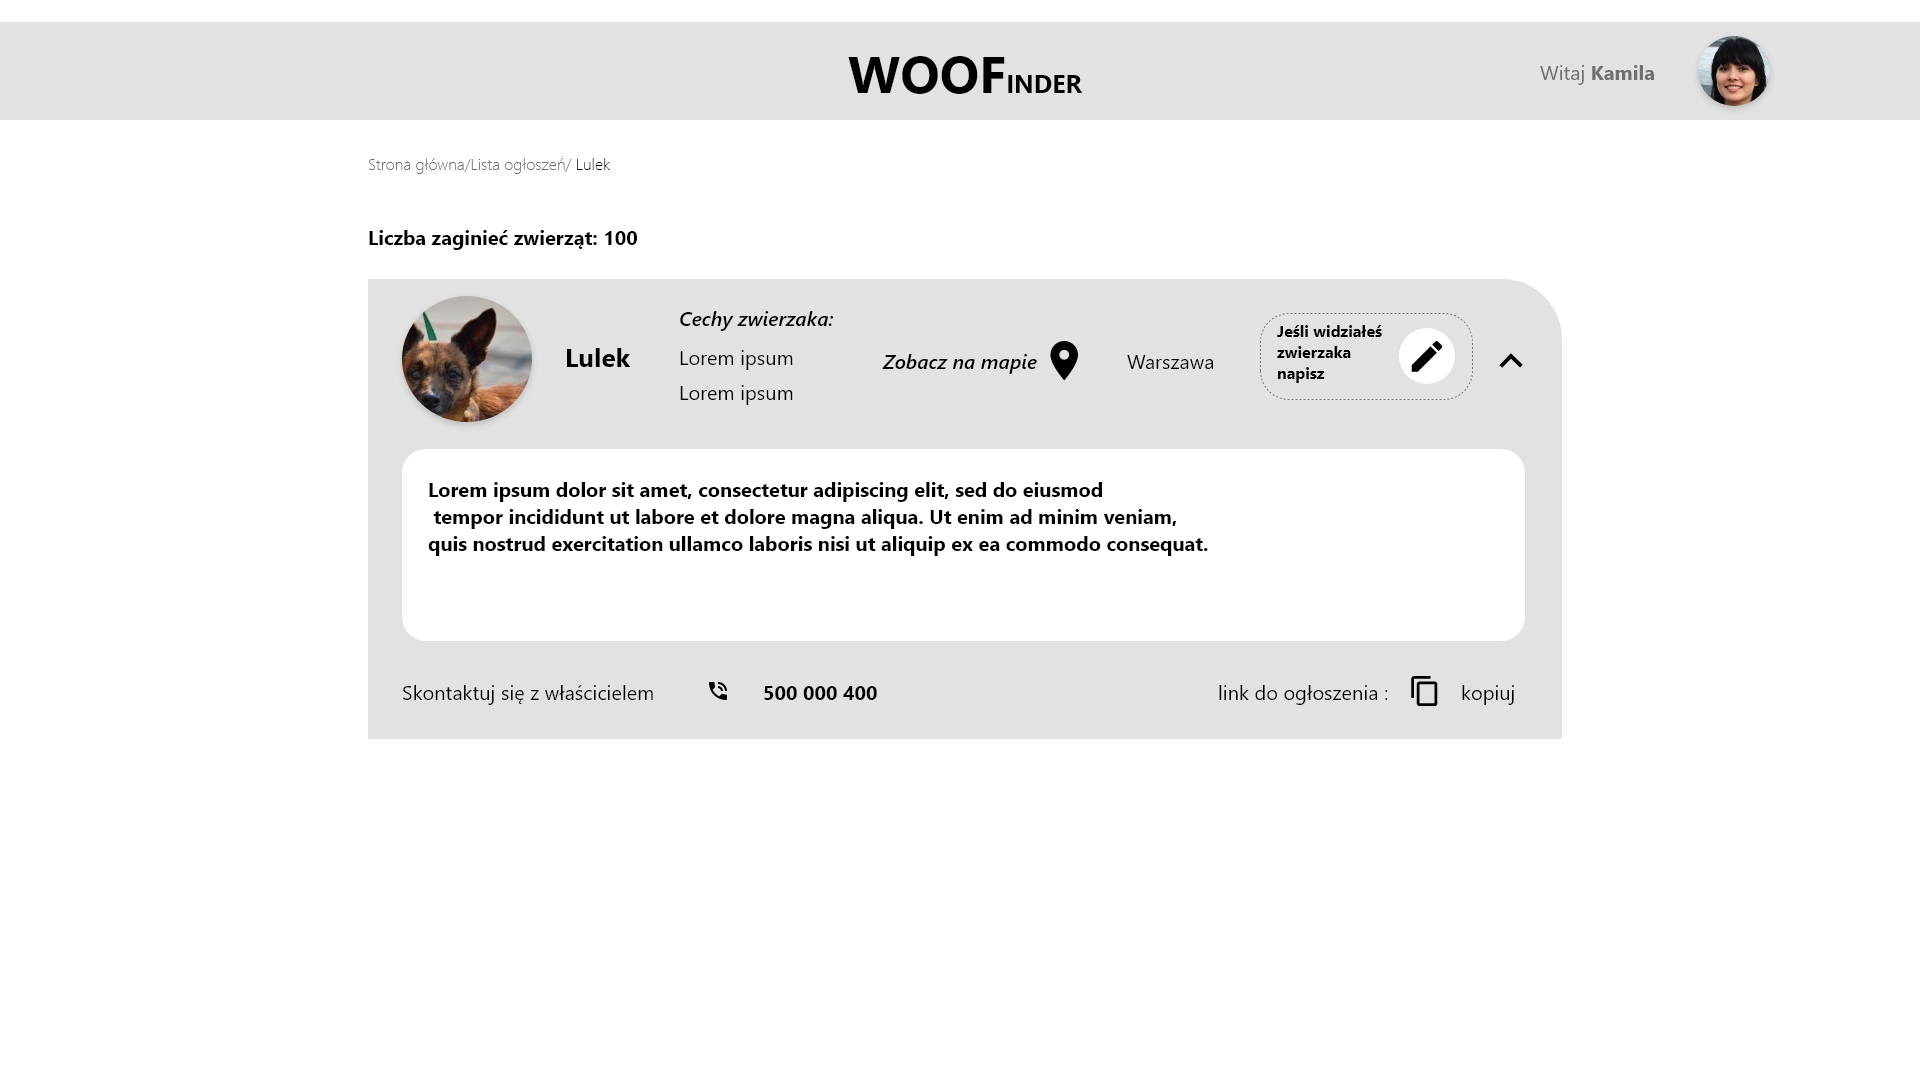 WOOFINDER
Witaj Kamila
Strona główna/Lista ogłoszeń/ Lulek
Liczba zaginieć zwierząt: 100
Lulek
Cechy zwierzaka:
Lorem ipsum
Lorem ipsum
Zobacz na mapie
Warszawa
Jeśli widziałeś
zwierzaka
napisz
Lorem ipsum dolor sit amet, consectetur adipiscing elit, sed do eiusmod
tempor incididunt ut labore et dolore magna aliqua. Ut enim ad minim veniam,
quis nostrud exercitation ullamco laboris nisi ut aliquip ex ea commodo consequat.
Skontaktuj się z właścicielem
500 000 400
link do ogłoszenia :
kopiuj